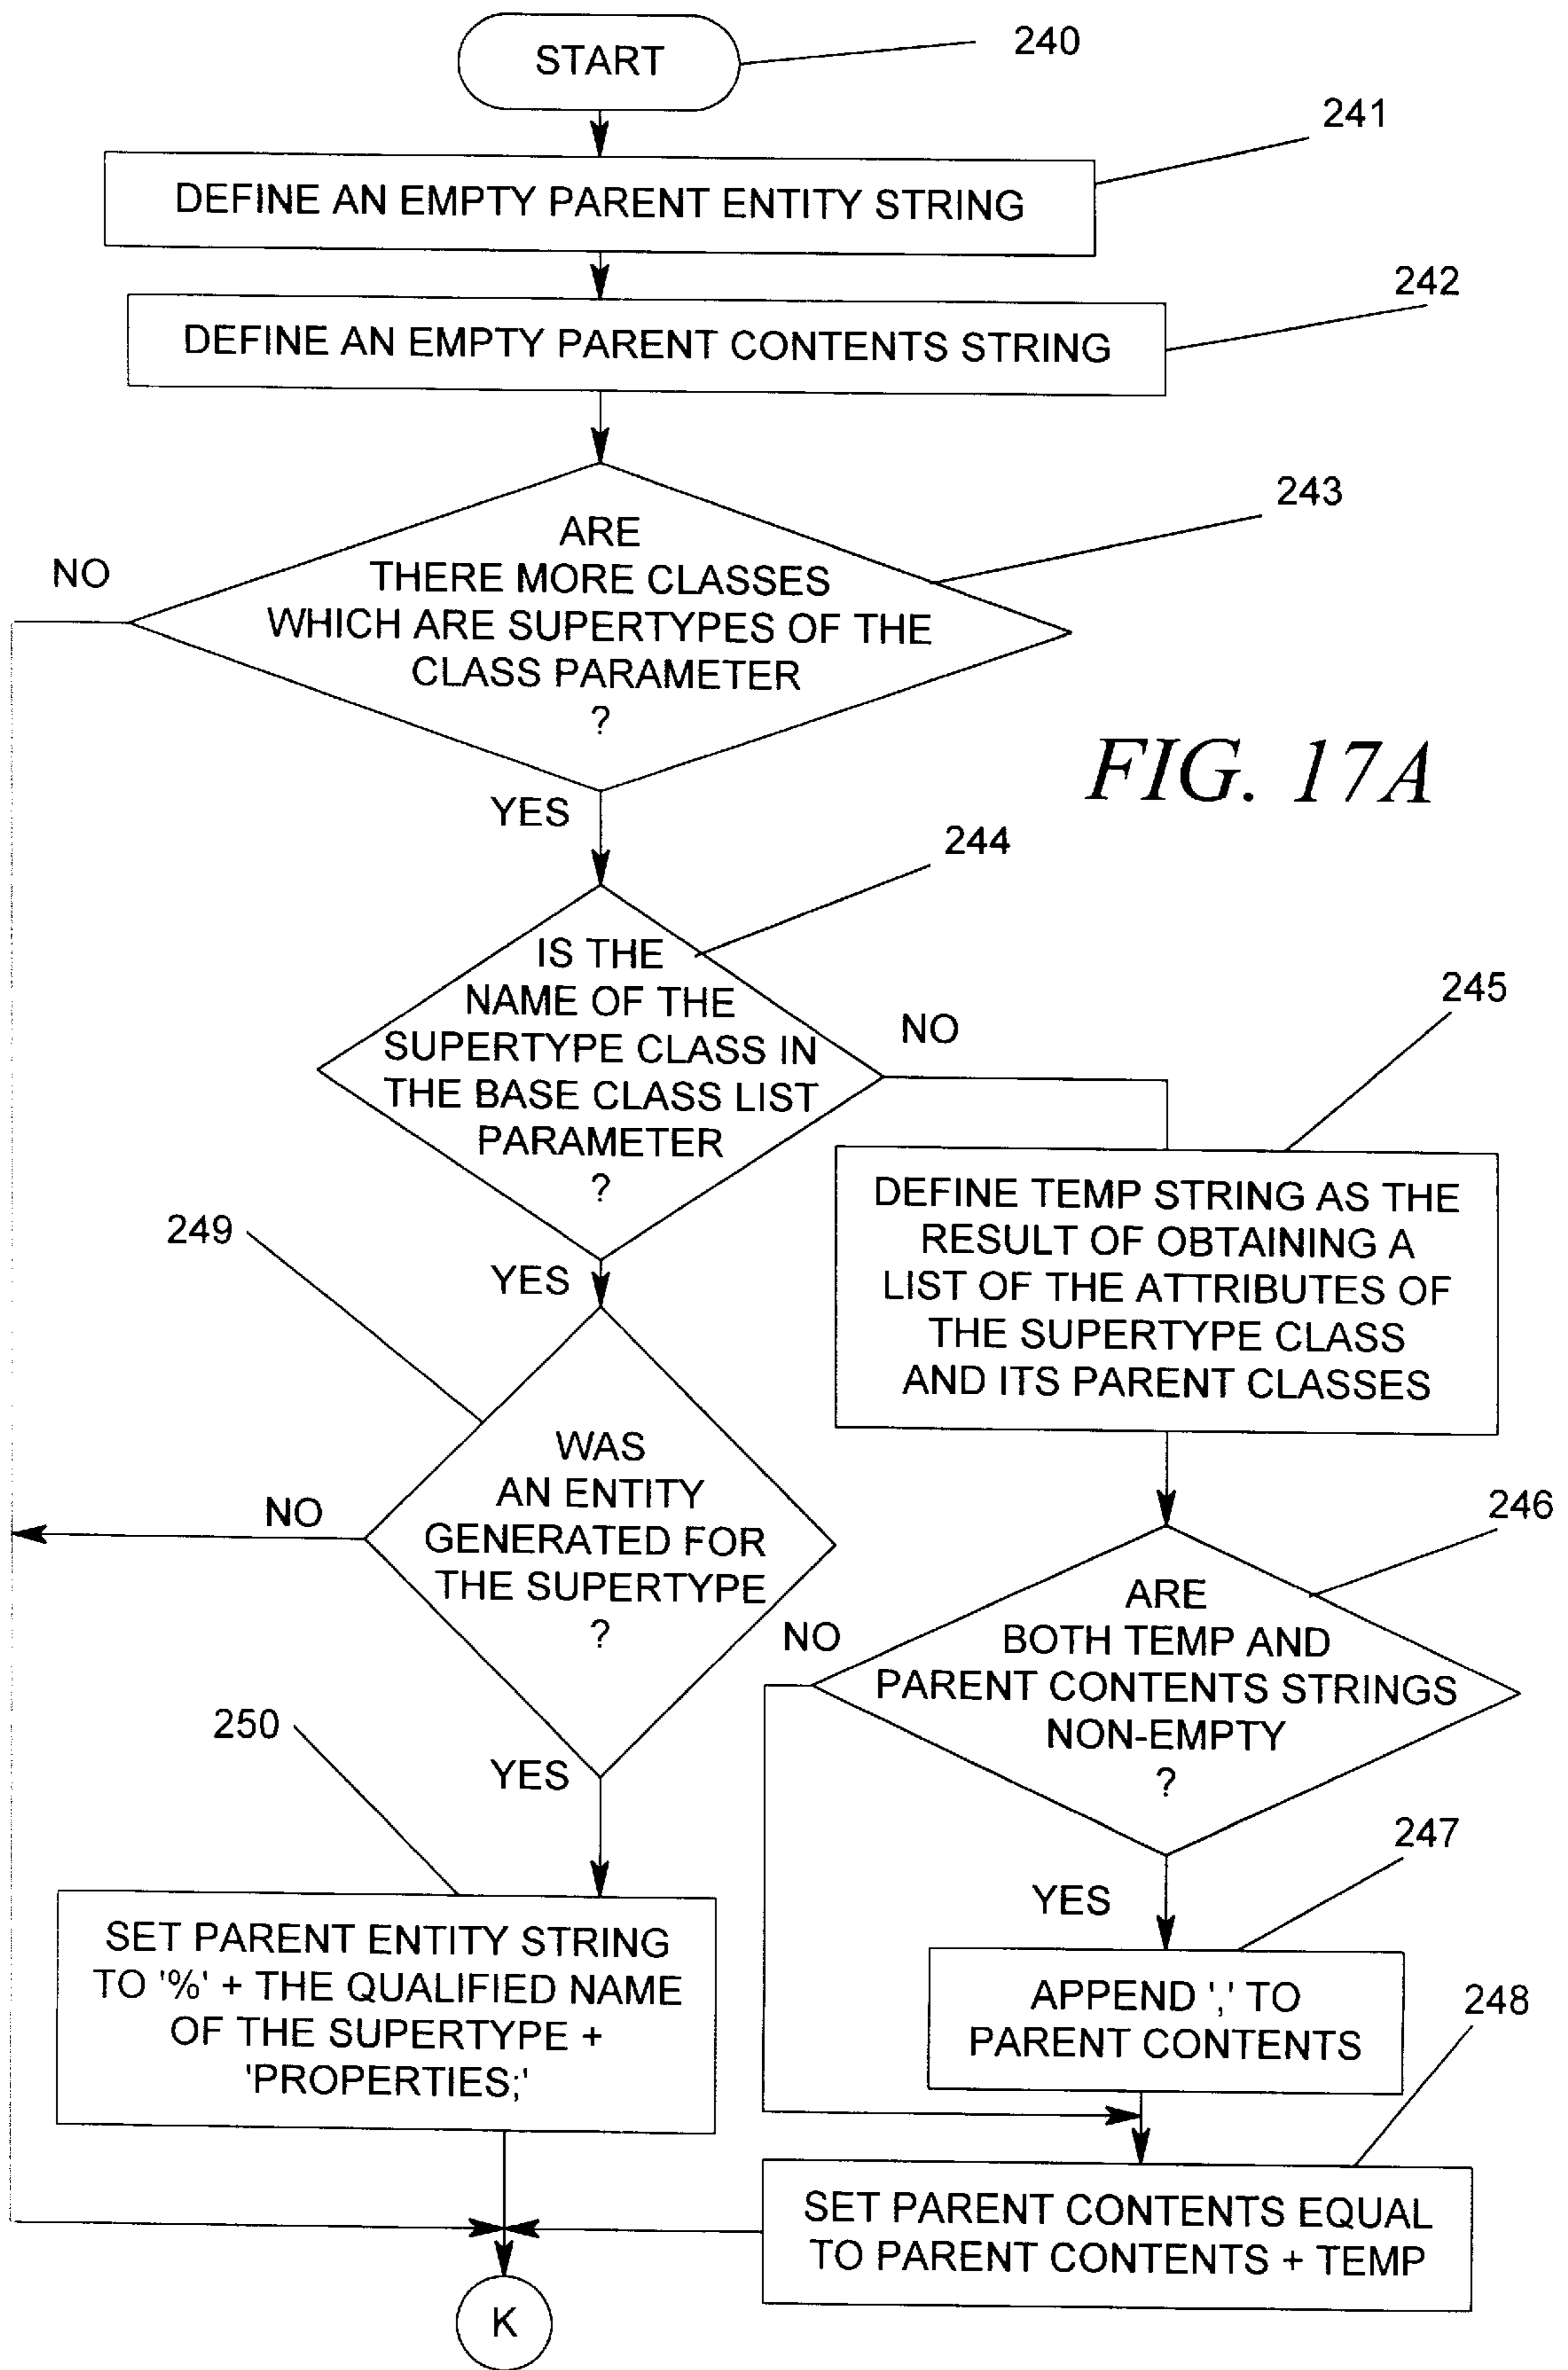 START
240
241
DEFINE AN EMPTY PARENT ENTITY STRING
242
DEFINE AN EMPTY PARENT CONTENTS STRING
243
ARE
THERE MORE CLASSES
WHICH ARE SUPERTYPES OF THE
CLASS PARAMETER
?
NO
YES
FIG. 17A
244
IS THE
NAME OF THE
SUPERTYPE CLASS IN
THE BASE CLASS LIST
PARAMETER
?
NO
YES
245
DEFINE TEMP STRING AS THE
RESULT OF OBTAINING A
LIST OF THE ATTRIBUTES OF
THE SUPERTYPE CLASS
AND ITS PARENT CLASSES
249
WAS
AN ENTITY
GENERATED FOR
THE SUPERTYPE
?
NO
YES
246
ARE
BOTH TEMP AND
PARENT CONTENTS STRINGS
NON-EMPTY
?
NO
YES
250
SET PARENT ENTITY STRING
TO '%' + THE QUALIFIED NAME
OF THE SUPERTYPE +
'PROPERTIES;'
247
APPEND ',' TO
PARENT CONTENTS
248
SET PARENT CONTENTS EQUAL
TO PARENT CONTENTS + TEMP
K